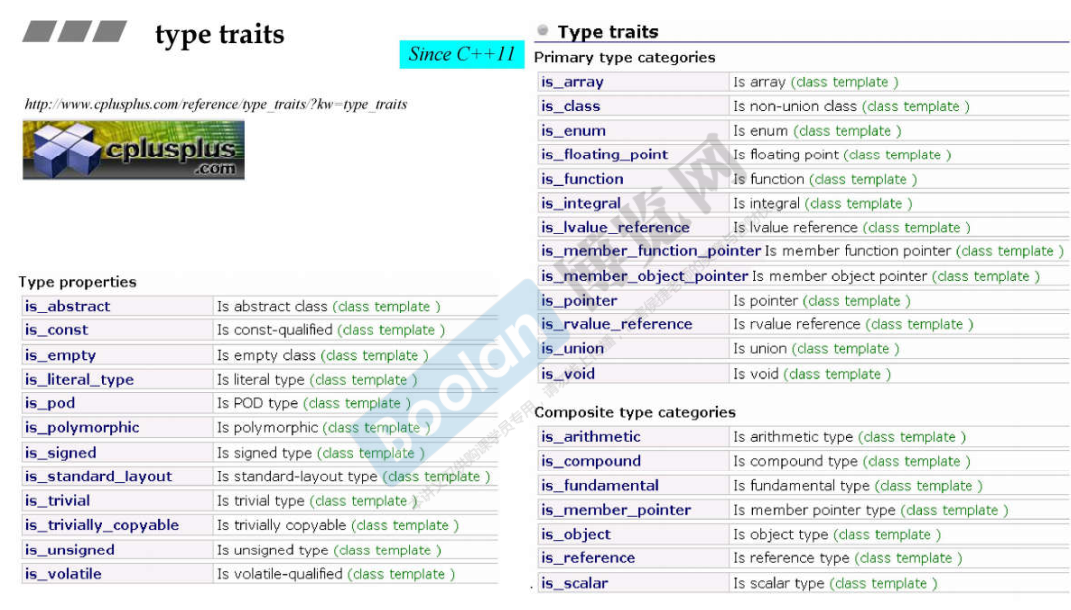 type traits
Since C++11
http://www.cplusplus.com/reference/type_traits/?kw=type_traits
cplusplus
.com
Type properties
is_abstract Is abstract class (class template )
is_const Is const-qualified (class template )
is_empty Is empty class (class template )
is_literal_type Is literal type (class template )
is_pod Is POD type (class template )
is_polymorphic Is polymorphic (class template )
is_signed Is signed type (class template )
is_standard_layout Is standard-layout type (class template )
is_trivial Is trivial type (class template )
is_trivially_copyable Is trivially copyable (class template )
is_unsigned Is unsigned type (class template )
is_volatile Is volatile-qualified (class template )
Type traits
Primary type categories
is_array Is array (class template )
is_class Is non-union class (class template )
is_enum Is enum (class template )
is_floating_point Is floating point (class template )
is_function Is function (class template )
is_integral Is integral (class template )
is_lvalue_reference Is lvalue reference (class template )
is_member_function_pointer Is member function pointer (class template )
is_member_object_pointer Is member object pointer (class template )
is_pointer Is pointer (class template )
is_rvalue_reference Is rvalue reference (class template )
is_union Is union (class template )
is_void Is void (class template )
Composite type categories
is_arithmetic Is arithmetic type (class template )
is_compound Is compound type (class template )
is_fundamental Is fundamental type (class template )
is_member_pointer Is member pointer type (class template )
is_object Is object type (class template )
is_reference Is reference type (class template )
is_scalar Is scalar type (class template )
Boolan
博览网